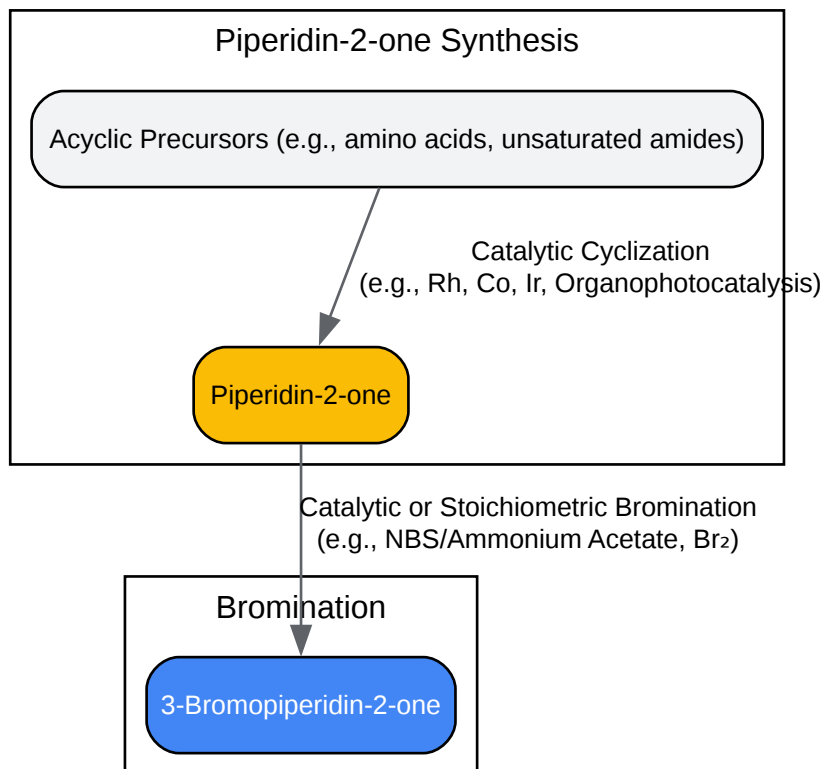 Piperidin-2-one Synthesis
Acyclic Precursors (e.g., amino acids, unsaturated amides)
Catalytic Cyclization
(e.g., Rh, Co, Ir, Organophotocatalysis)
Piperidin-2-one
Catalytic or Stoichiometric Bromination
(e.g., NBS/Ammonium Acetate, Br₂)
Bromination
3-Bromopiperidin-2-one